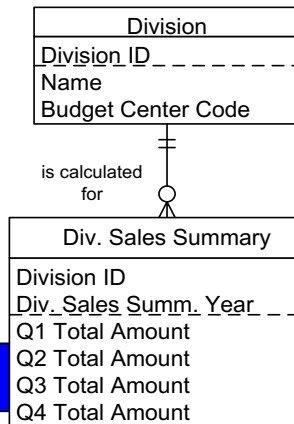 Division
Division ID
Name
Budget Center Code
is calculated
for
Div. Sales Summary
Division ID
Div. Sales Summ. Year
Q1 Total Amount
Q2 Total Amount
Q3 Total Amount
Q4 Total Amount